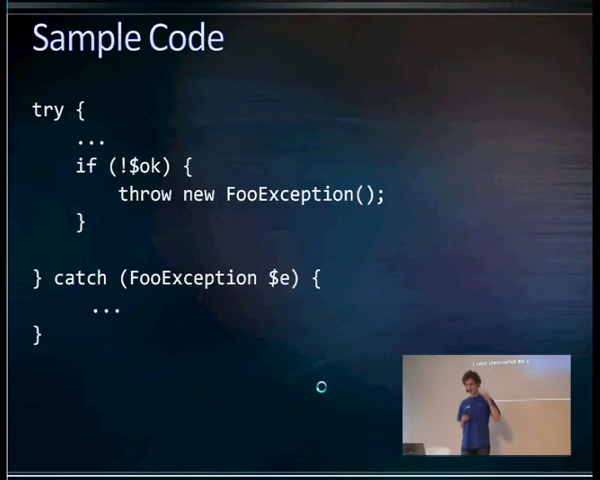 Sample Code
try {
...
if (!$ok) {
throw new FooException();
}
} catch (FooException $e) {
...
}